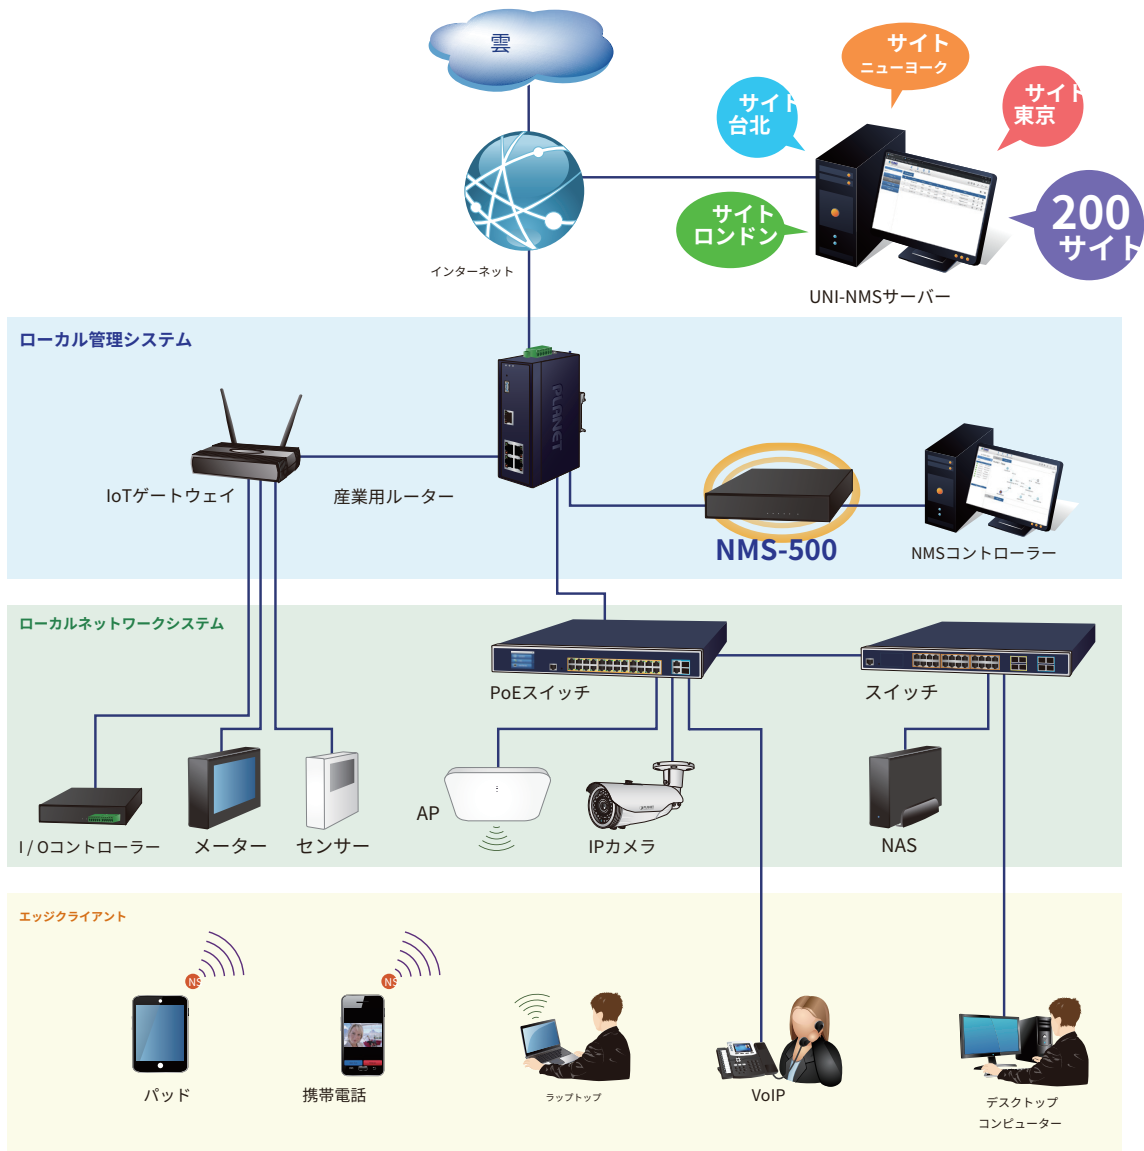 雲
サイト
ニューヨーク
サイト
台北
サイト
東京
サイト
ロンドン
200
サイト
インターネット
UNI-NMSサーバー
ローカル管理システム
PLANET
IoTゲートウェイ
産業用ルーター
NMS-500
NMSコントローラー
ローカルネットワークシステム
PoEスイッチ
スイッチ
AP
I / Oコントローラー
メーター
センサー
IPカメラ
NAS
エッジクライアント
NS
NS
パッド
携帯電話
ラップトップ
VoIP
デスクトップ
コンピューター